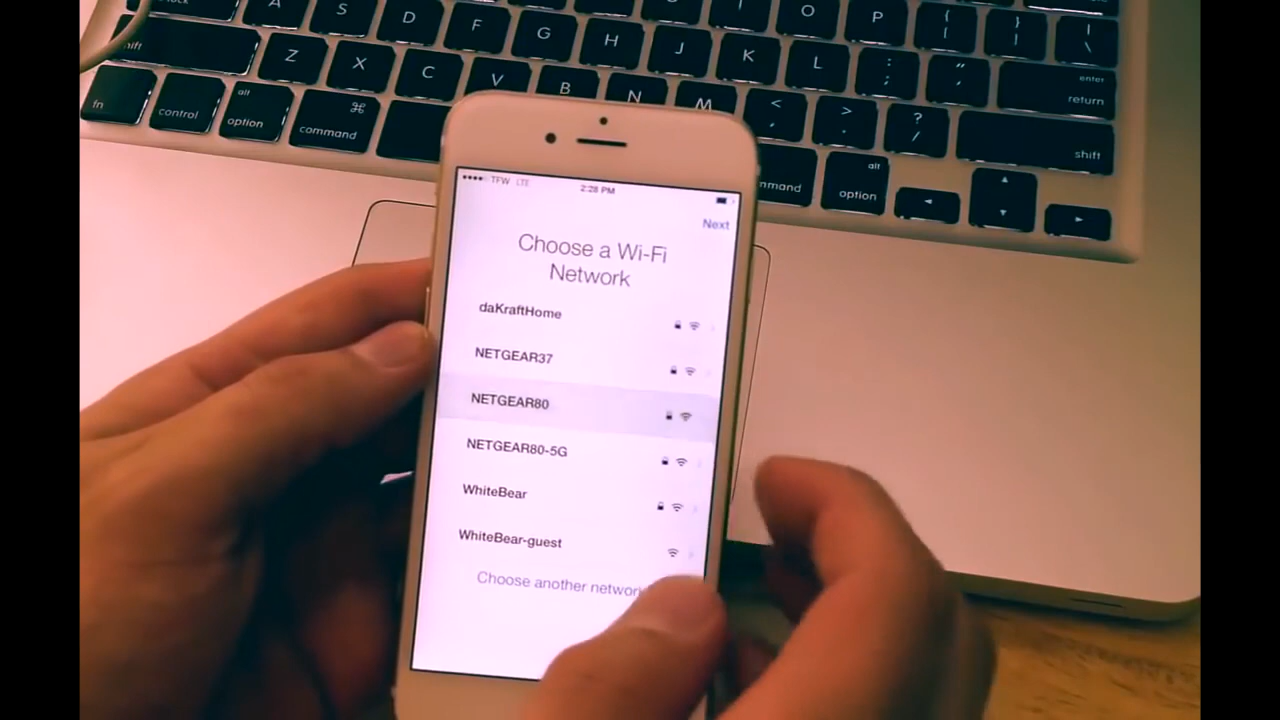 A S D F G H J K L : ; " ' enter return
shift Z X C V B N M < , > . ? / shift
fn control alt option ⌘ command mmand alt option
TFW LTE 2:28 PM
Next
Choose a Wi-Fi
Network
daKraftHome
NETGEAR37
NETGEAR80
NETGEAR80-5G
WhiteBear
WhiteBear-guest
Choose another network